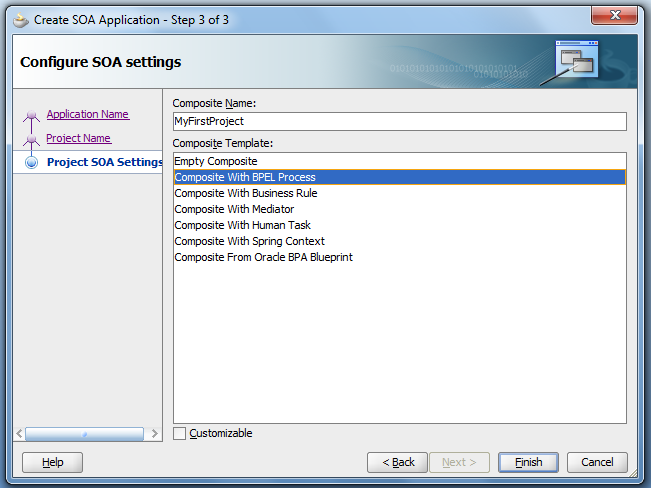 Create SOA Application - Step 3 of 3
Configure SOA settings
010101010101010101010101
0101010101010
Application Name
Project Name
Project SOA Settings
Composite Name:
MyFirstProject
Composite Template:
Empty Composite
Composite With BPEL Process
Composite With Business Rule
Composite With Mediator
Composite With Human Task
Composite With Spring Context
Composite From Oracle BPA Blueprint
Customizable
Help
< Back
Next >
Finish
Cancel